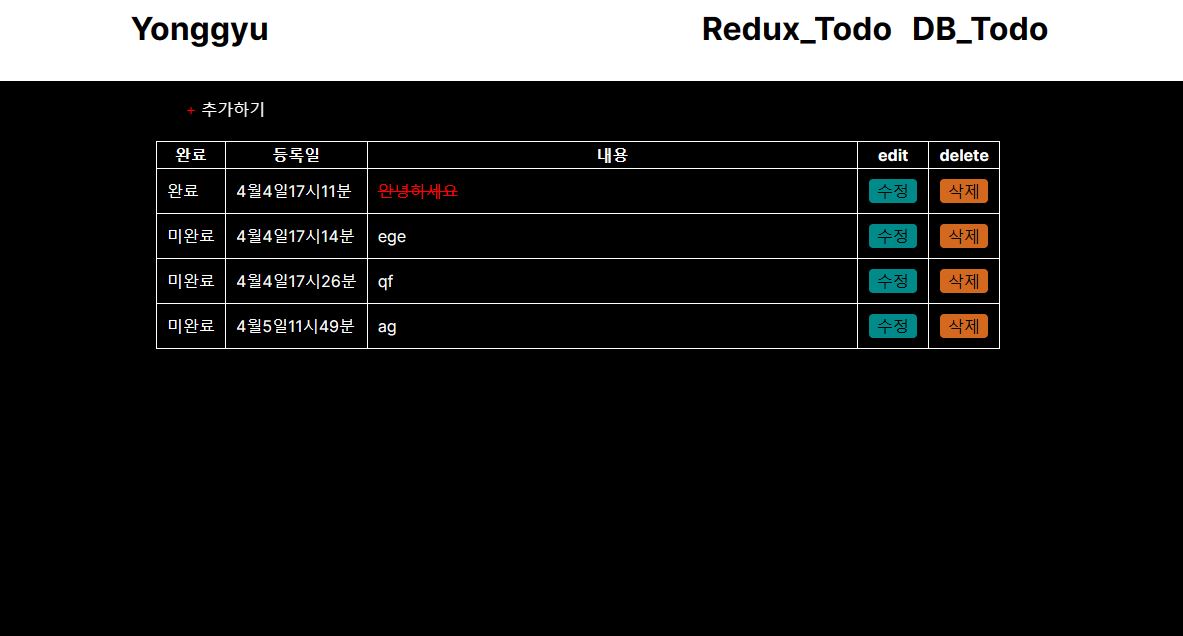 Yonggyu Redux_Todo DB_Todo
+ 추가하기
완료 등록일 내용 edit delete
완료 4월4일17시11분 안녕하세요 수정 삭제
미완료 4월4일17시14분 ege 수정 삭제
미완료 4월4일17시26분 qf 수정 삭제
미완료 4월5일11시49분 ag 수정 삭제